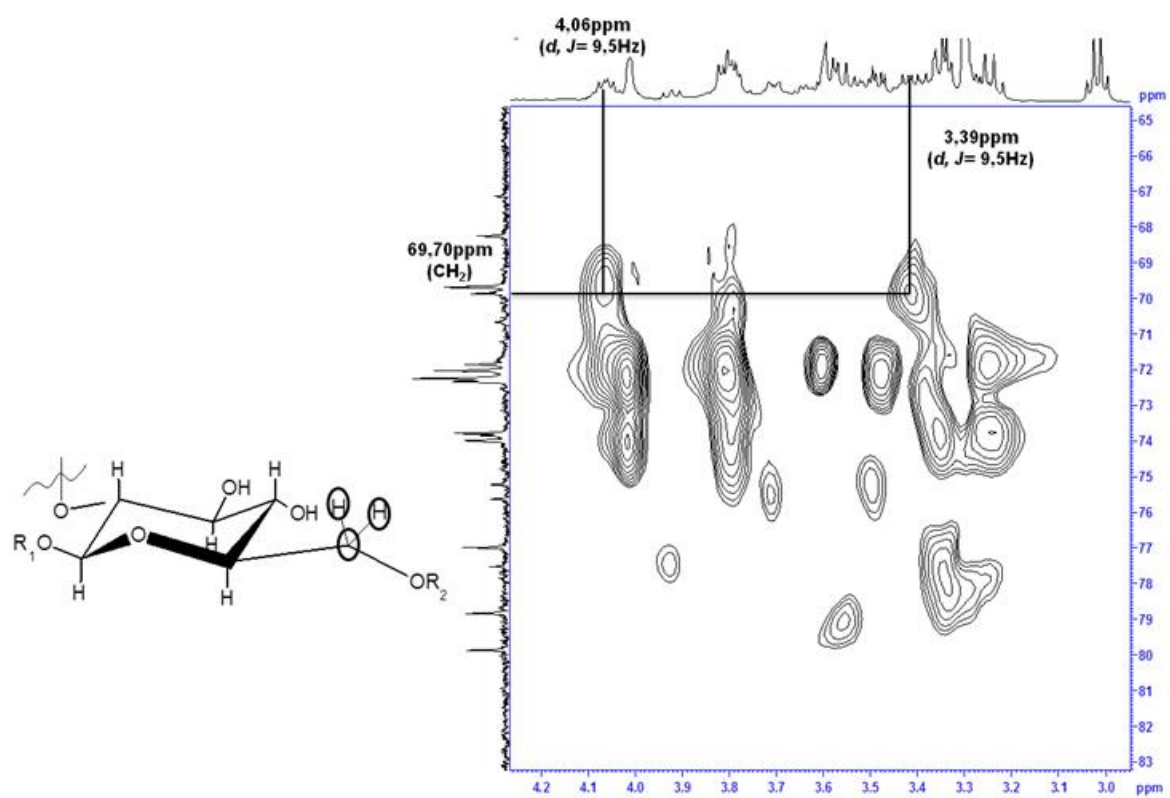 4,06ppm
(d, J= 9,5Hz)
ppm
65
66
3,39ppm
(d, J= 9,5Hz)
67
68
69,70ppm
(CH₂)
69
70
71
72
73
74
75
76
77
78
79
80
81
82
83
4.2 4.1 4.0 3.9 3.8 3.7 3.6 3.5 3.4 3.3 3.2 3.1 3.0 ppm
H H
OH
OH H H
O
H
R₁O O
OR₂
H H